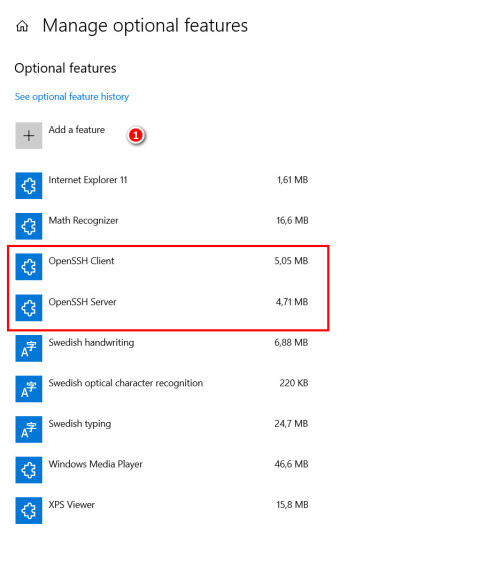 Manage optional features
Optional features
See optional feature history
Add a feature 1
Internet Explorer 11 1,61 MB
Math Recognizer 16,6 MB
OpenSSH Client 5,05 MB
OpenSSH Server 4,71 MB
Swedish handwriting 6,88 MB
Swedish optical character recognition 220 KB
Swedish typing 24,7 MB
Windows Media Player 46,6 MB
XPS Viewer 15,8 MB